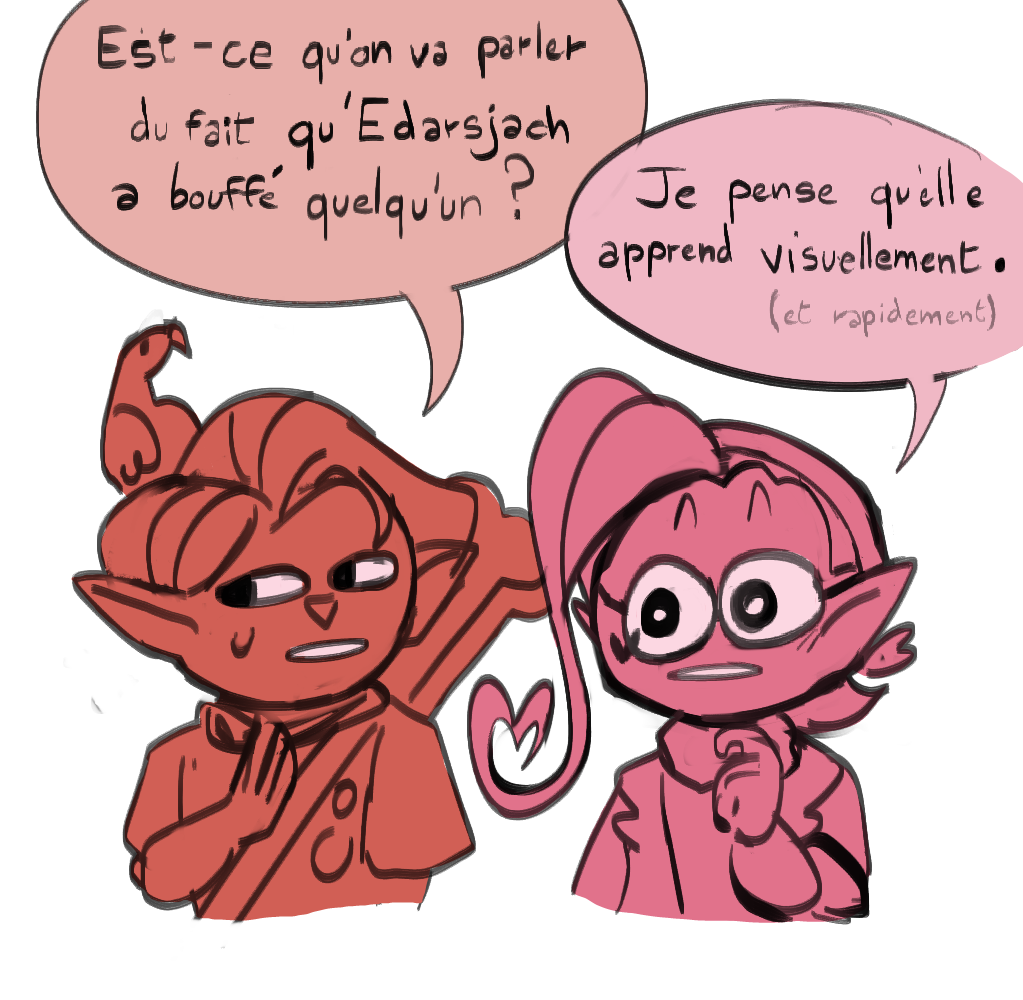 Est-ce qu'on va parler
du fait qu'Edarsjach
a bouffé quelqu'un ?
Je pense qu'elle
apprend visuellement.
(et rapidement)